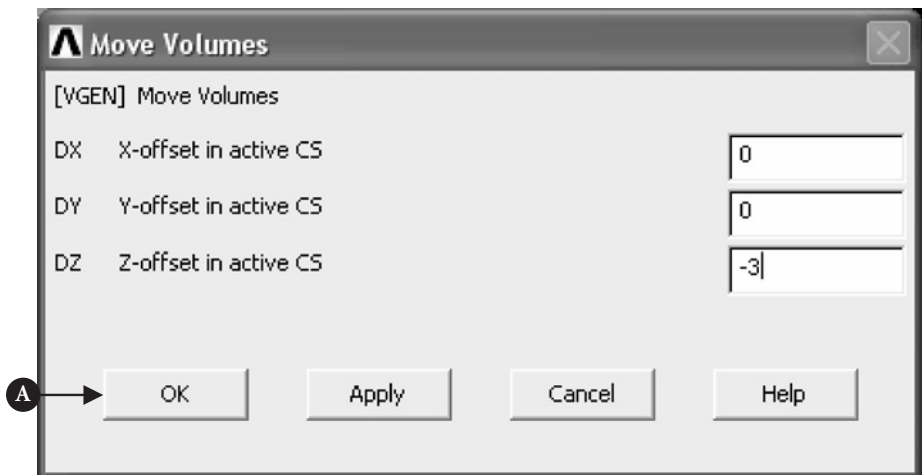 Move Volumes
[VGEN] Move Volumes
DX X-offset in active CS 0
DY Y-offset in active CS 0
DZ Z-offset in active CS -3
A OK Apply Cancel Help